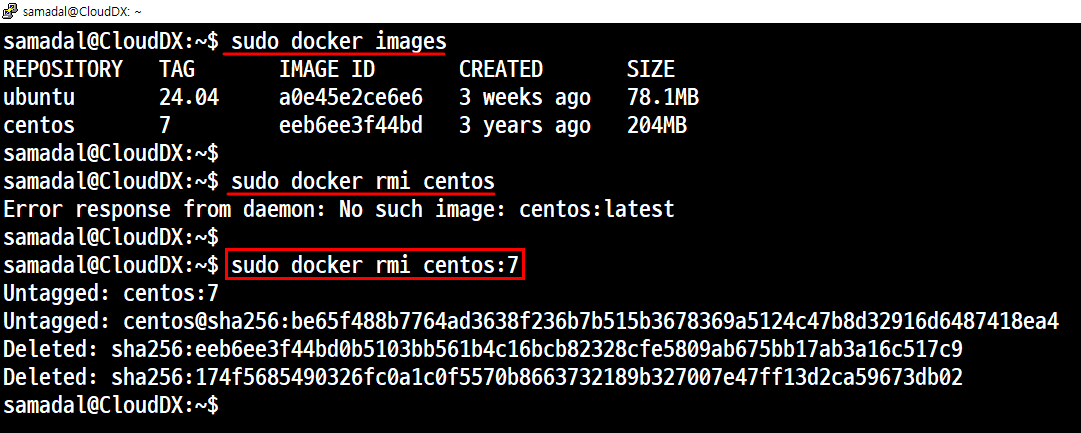 samadal@CloudDX: ~
samadal@CloudDX:~$ sudo docker images
REPOSITORY   TAG       IMAGE ID       CREATED       SIZE
ubuntu       24.04     a0e45e2ce6e6   3 weeks ago   78.1MB
centos       7         eeb6ee3f44bd   3 years ago   204MB
samadal@CloudDX:~$
samadal@CloudDX:~$ sudo docker rmi centos
Error response from daemon: No such image: centos:latest
samadal@CloudDX:~$
samadal@CloudDX:~$ sudo docker rmi centos:7
Untagged: centos:7
Untagged: centos@sha256:be65f488b7764ad3638f236b7b515b3678369a5124c47b8d32916d6487418ea4
Deleted: sha256:eeb6ee3f44bd0b5103bb561b4c16bcb82328cfe5809ab675bb17ab3a16c517c9
Deleted: sha256:174f5685490326fc0a1c0f5570b8663732189b327007e47ff13d2ca59673db02
samadal@CloudDX:~$